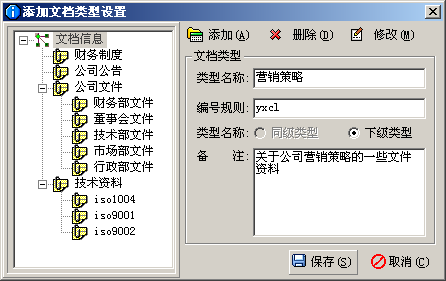 添加文档类型设置
文档信息
财务制度
公司公告
公司文件
财务部文件
董事会文件
技术部文件
市场部文件
行政部文件
技术资料
iso1004
iso9001
iso9002
添加(A) 删除(D) 修改(M)
文档类型
类型名称: 营销策略
编号规则: yxcl
类型名称: 同级类型 下级类型
备 注: 关于公司营销策略的一些文件
资料
保存(S) 取消(C)